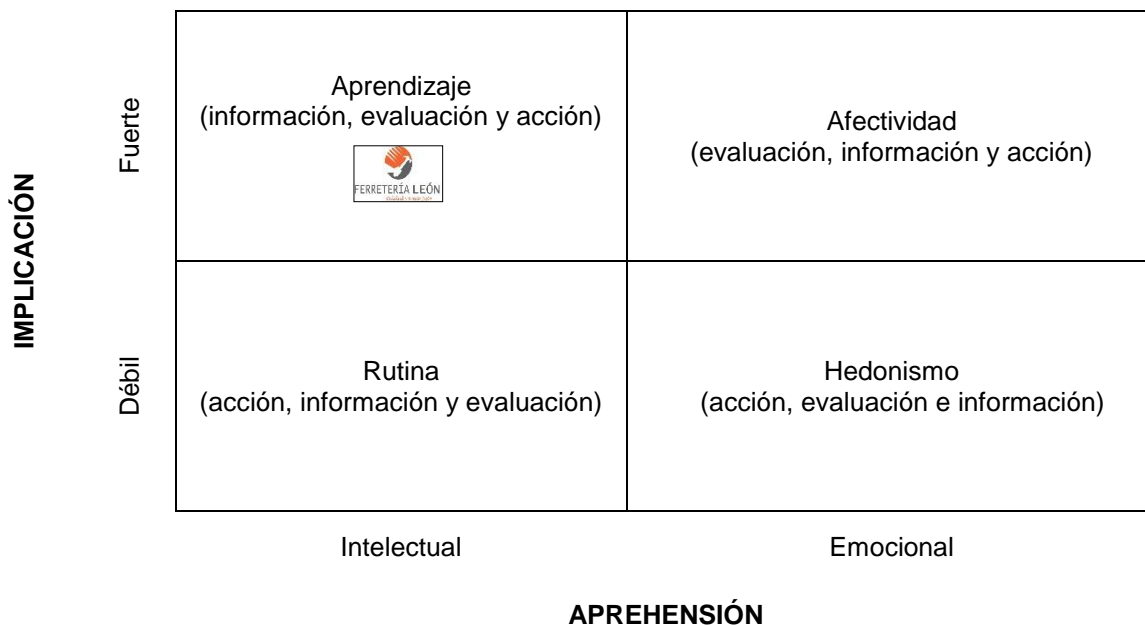 Aprendizaje
(información, evaluación y acción)
FERRETERÍA LEÓN
Afectividad
(evaluación, información y acción)
Rutina
(acción, información y evaluación)
Hedonismo
(acción, evaluación e información)
IMPLICACIÓN
Fuerte
Débil
Intelectual
Emocional
APREHENSIÓN